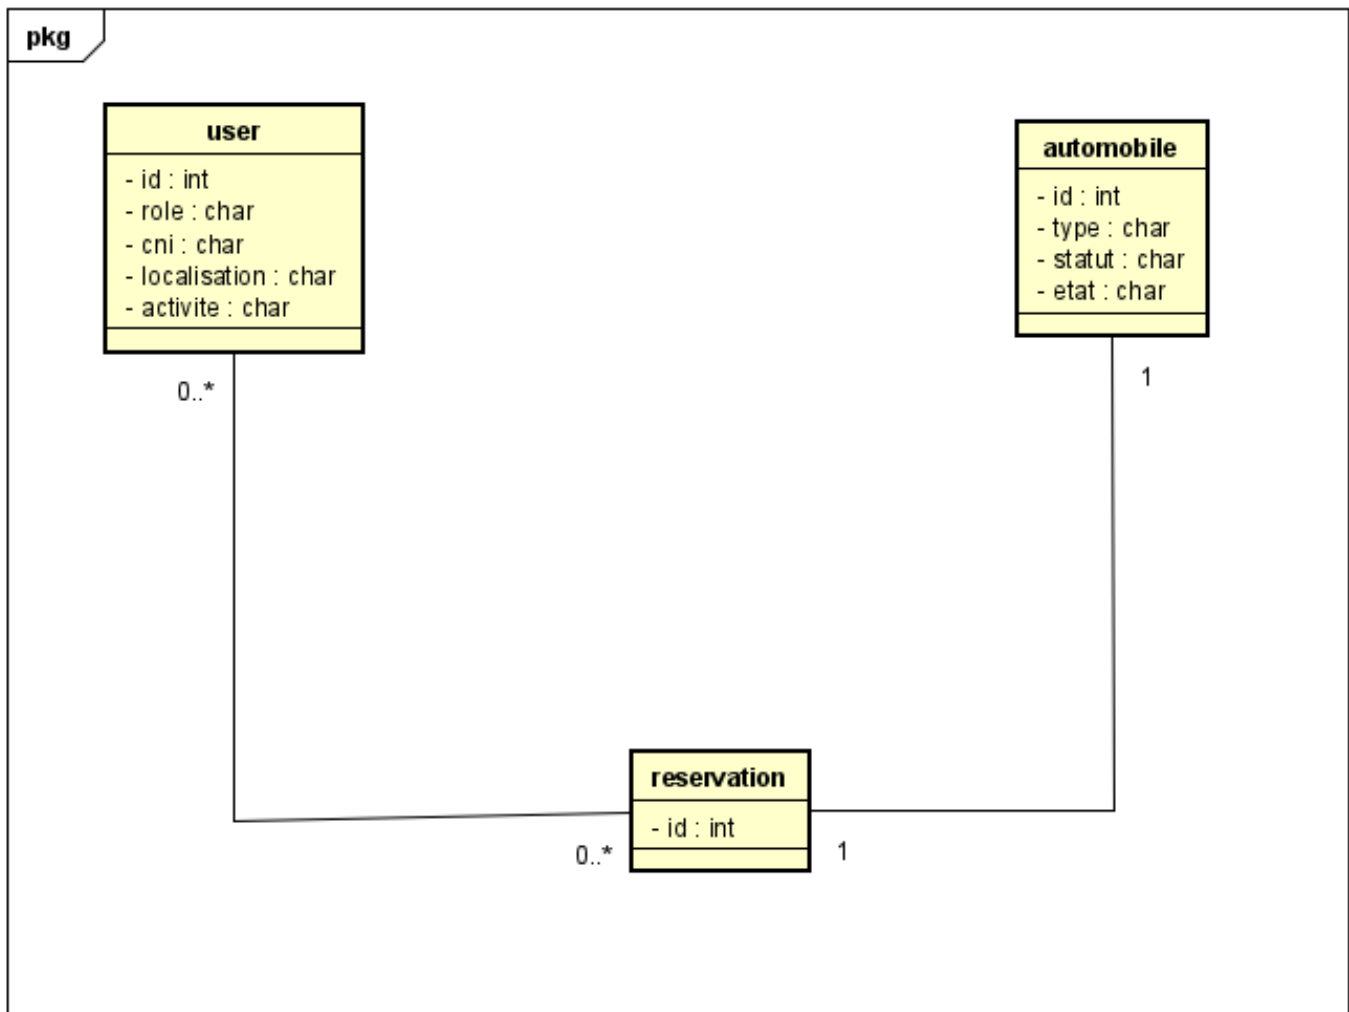 pkg
user
- id : int
- role : char
- cni : char
- localisation : char
- activite : char
0..*
automobile
- id : int
- type : char
- statut : char
- etat : char
1
reservation
- id : int
0..*
1